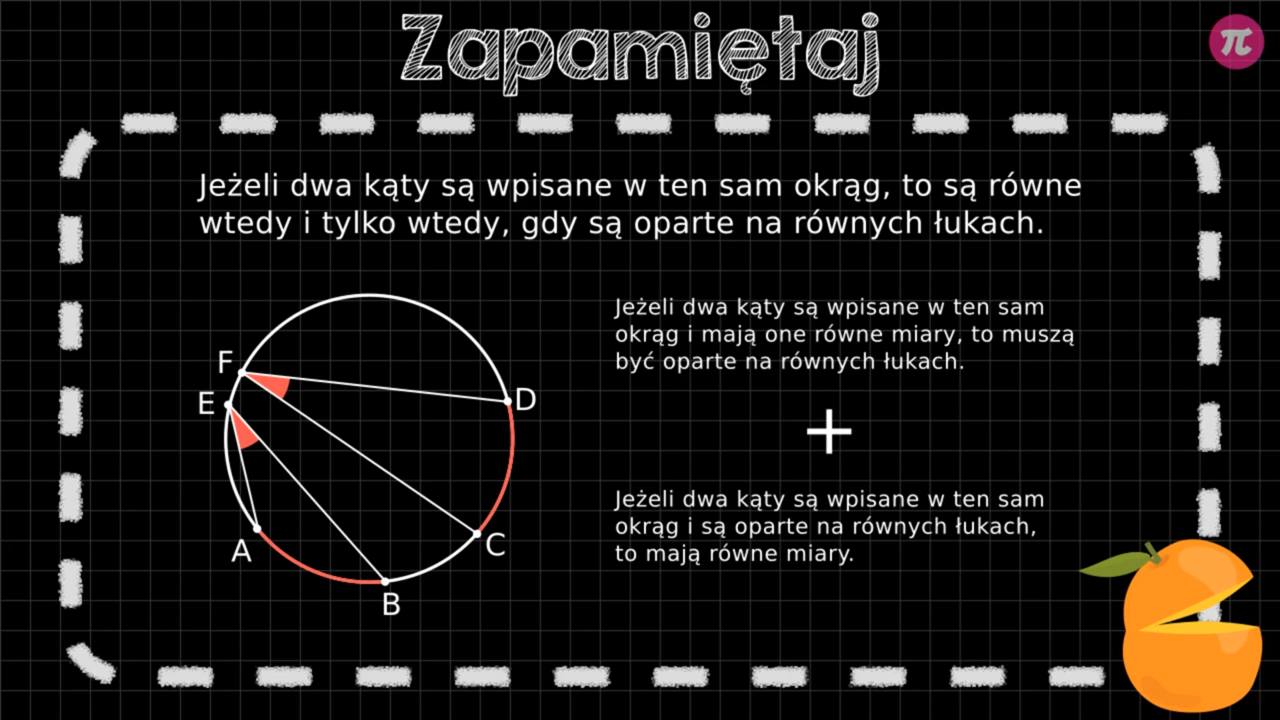 Zapamiętaj
π
Jeżeli dwa kąty są wpisane w ten sam okrąg, to są równe
wtedy i tylko wtedy, gdy są oparte na równych łukach.
Jeżeli dwa kąty są wpisane w ten sam
okrąg i mają one równe miary, to muszą
być oparte na równych łukach.
+
Jeżeli dwa kąty są wpisane w ten sam
okrąg i są oparte na równych łukach,
to mają równe miary.
F
E
D
A
C
B